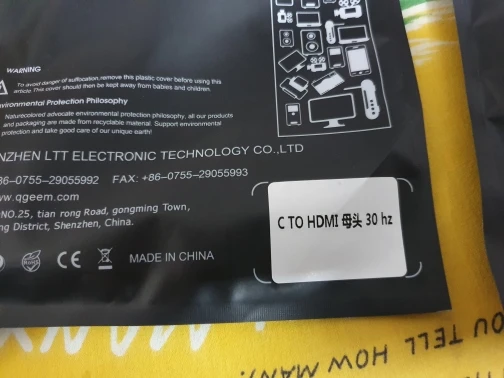 WARNING
To avoid danger of suffocation,remove this plastic cover before using this
article.This cover should then be kept away from babies and children.
nvironmental Protection Philosophy
Naturecolored advocate environmental protection philosophy, all our products
and packaging are made from recyclable material. Support environmental
protection and take good care of our unique earth!
NZHEN LTT ELECTRONIC TECHNOLOGY CO.,LTD
86–0755–29055992 FAX: +86–0755–29055993
www.qgeem.com
NO.25, tian rong Road, gongming Town,
ng District, Shenzhen, China.
CE
MADE IN CHINA
C TO HDMI 母头 30 hz
OU TELL
HOW MANY